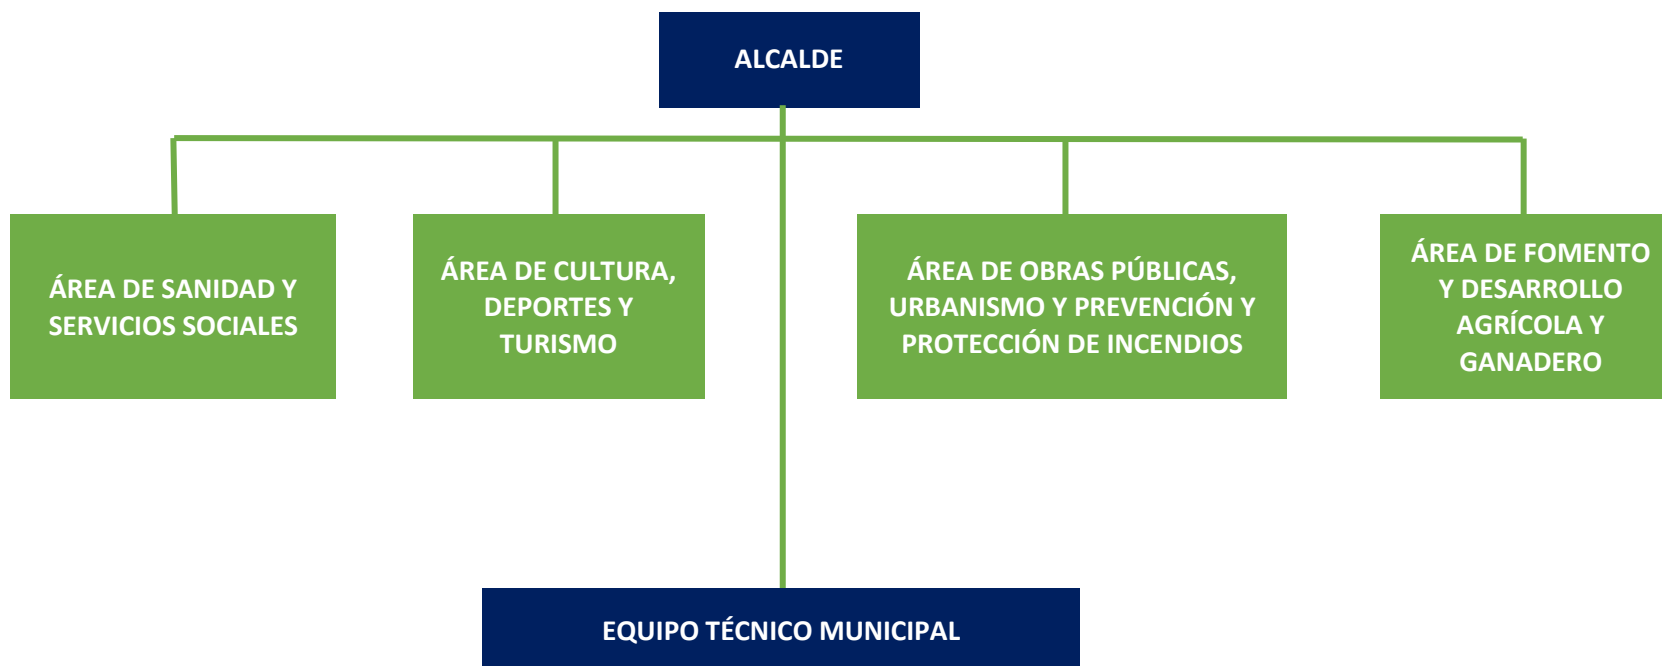 ALCALDE
ÁREA DE SANIDAD Y
SERVICIOS SOCIALES
ÁREA DE CULTURA,
DEPORTES Y
TURISMO
ÁREA DE OBRAS PÚBLICAS,
URBANISMO Y PREVENCIÓN Y
PROTECCIÓN DE INCENDIOS
ÁREA DE FOMENTO
Y DESARROLLO
AGRÍCOLA Y
GANADERO
EQUIPO TÉCNICO MUNICIPAL